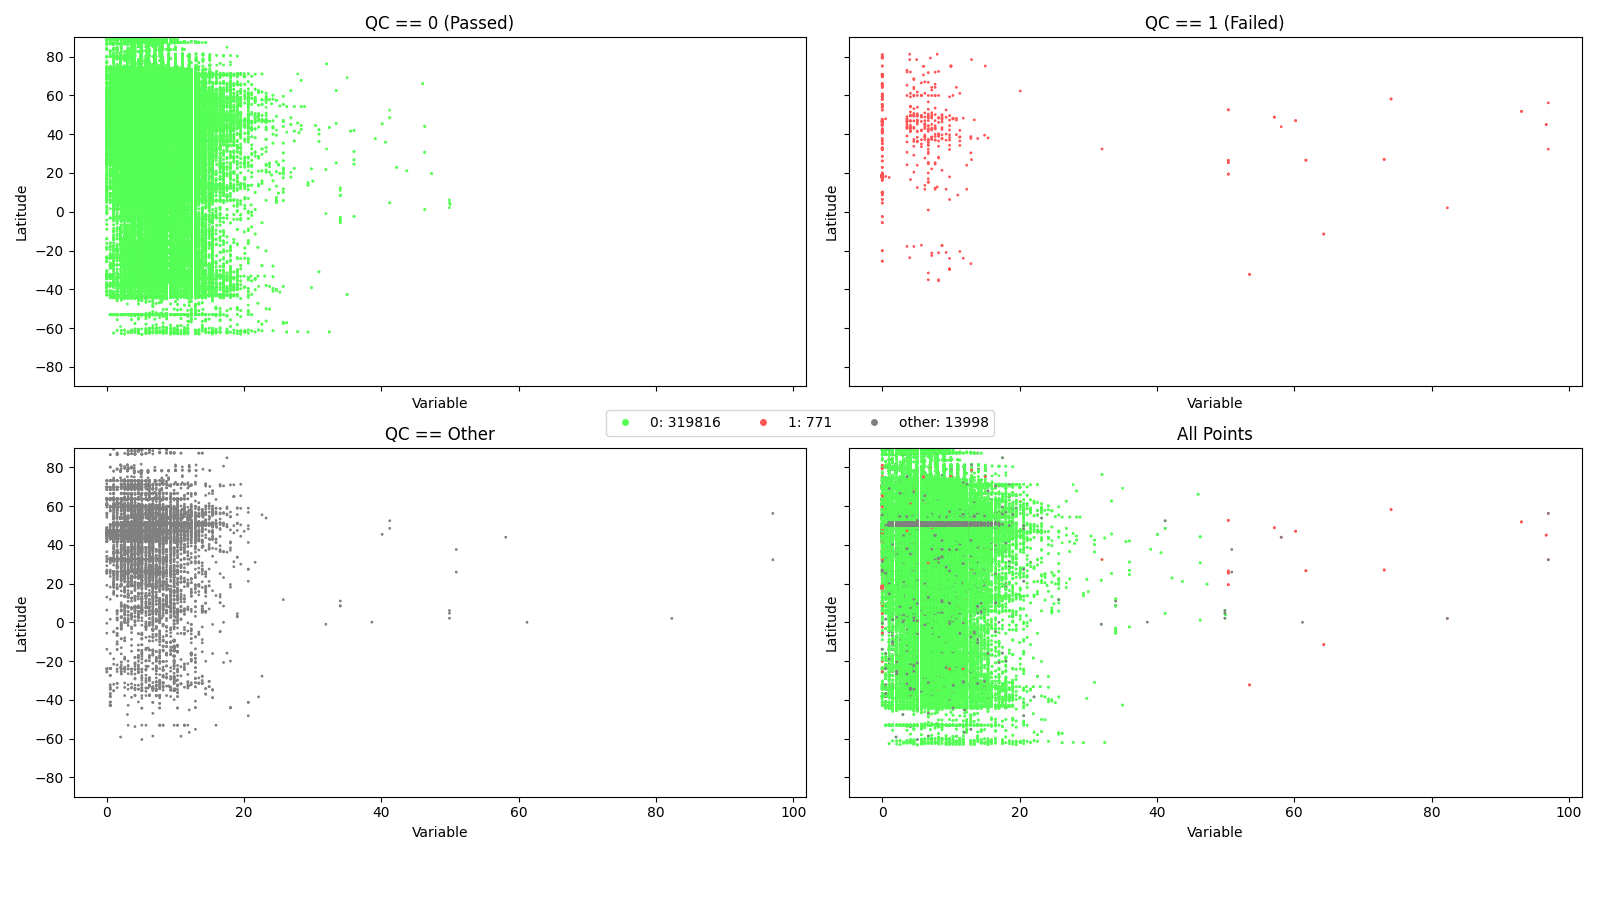 QC == 0 (Passed)
QC == 1 (Failed)
80
60
40
20
0
−20
−40
−60
−80
Latitude
Latitude
Variable
Variable
0: 319816 1: 771 other: 13998
QC == Other
All Points
80
60
40
20
0
−20
−40
−60
−80
Latitude
Latitude
0 20 40 60 80 100
0 20 40 60 80 100
Variable
Variable